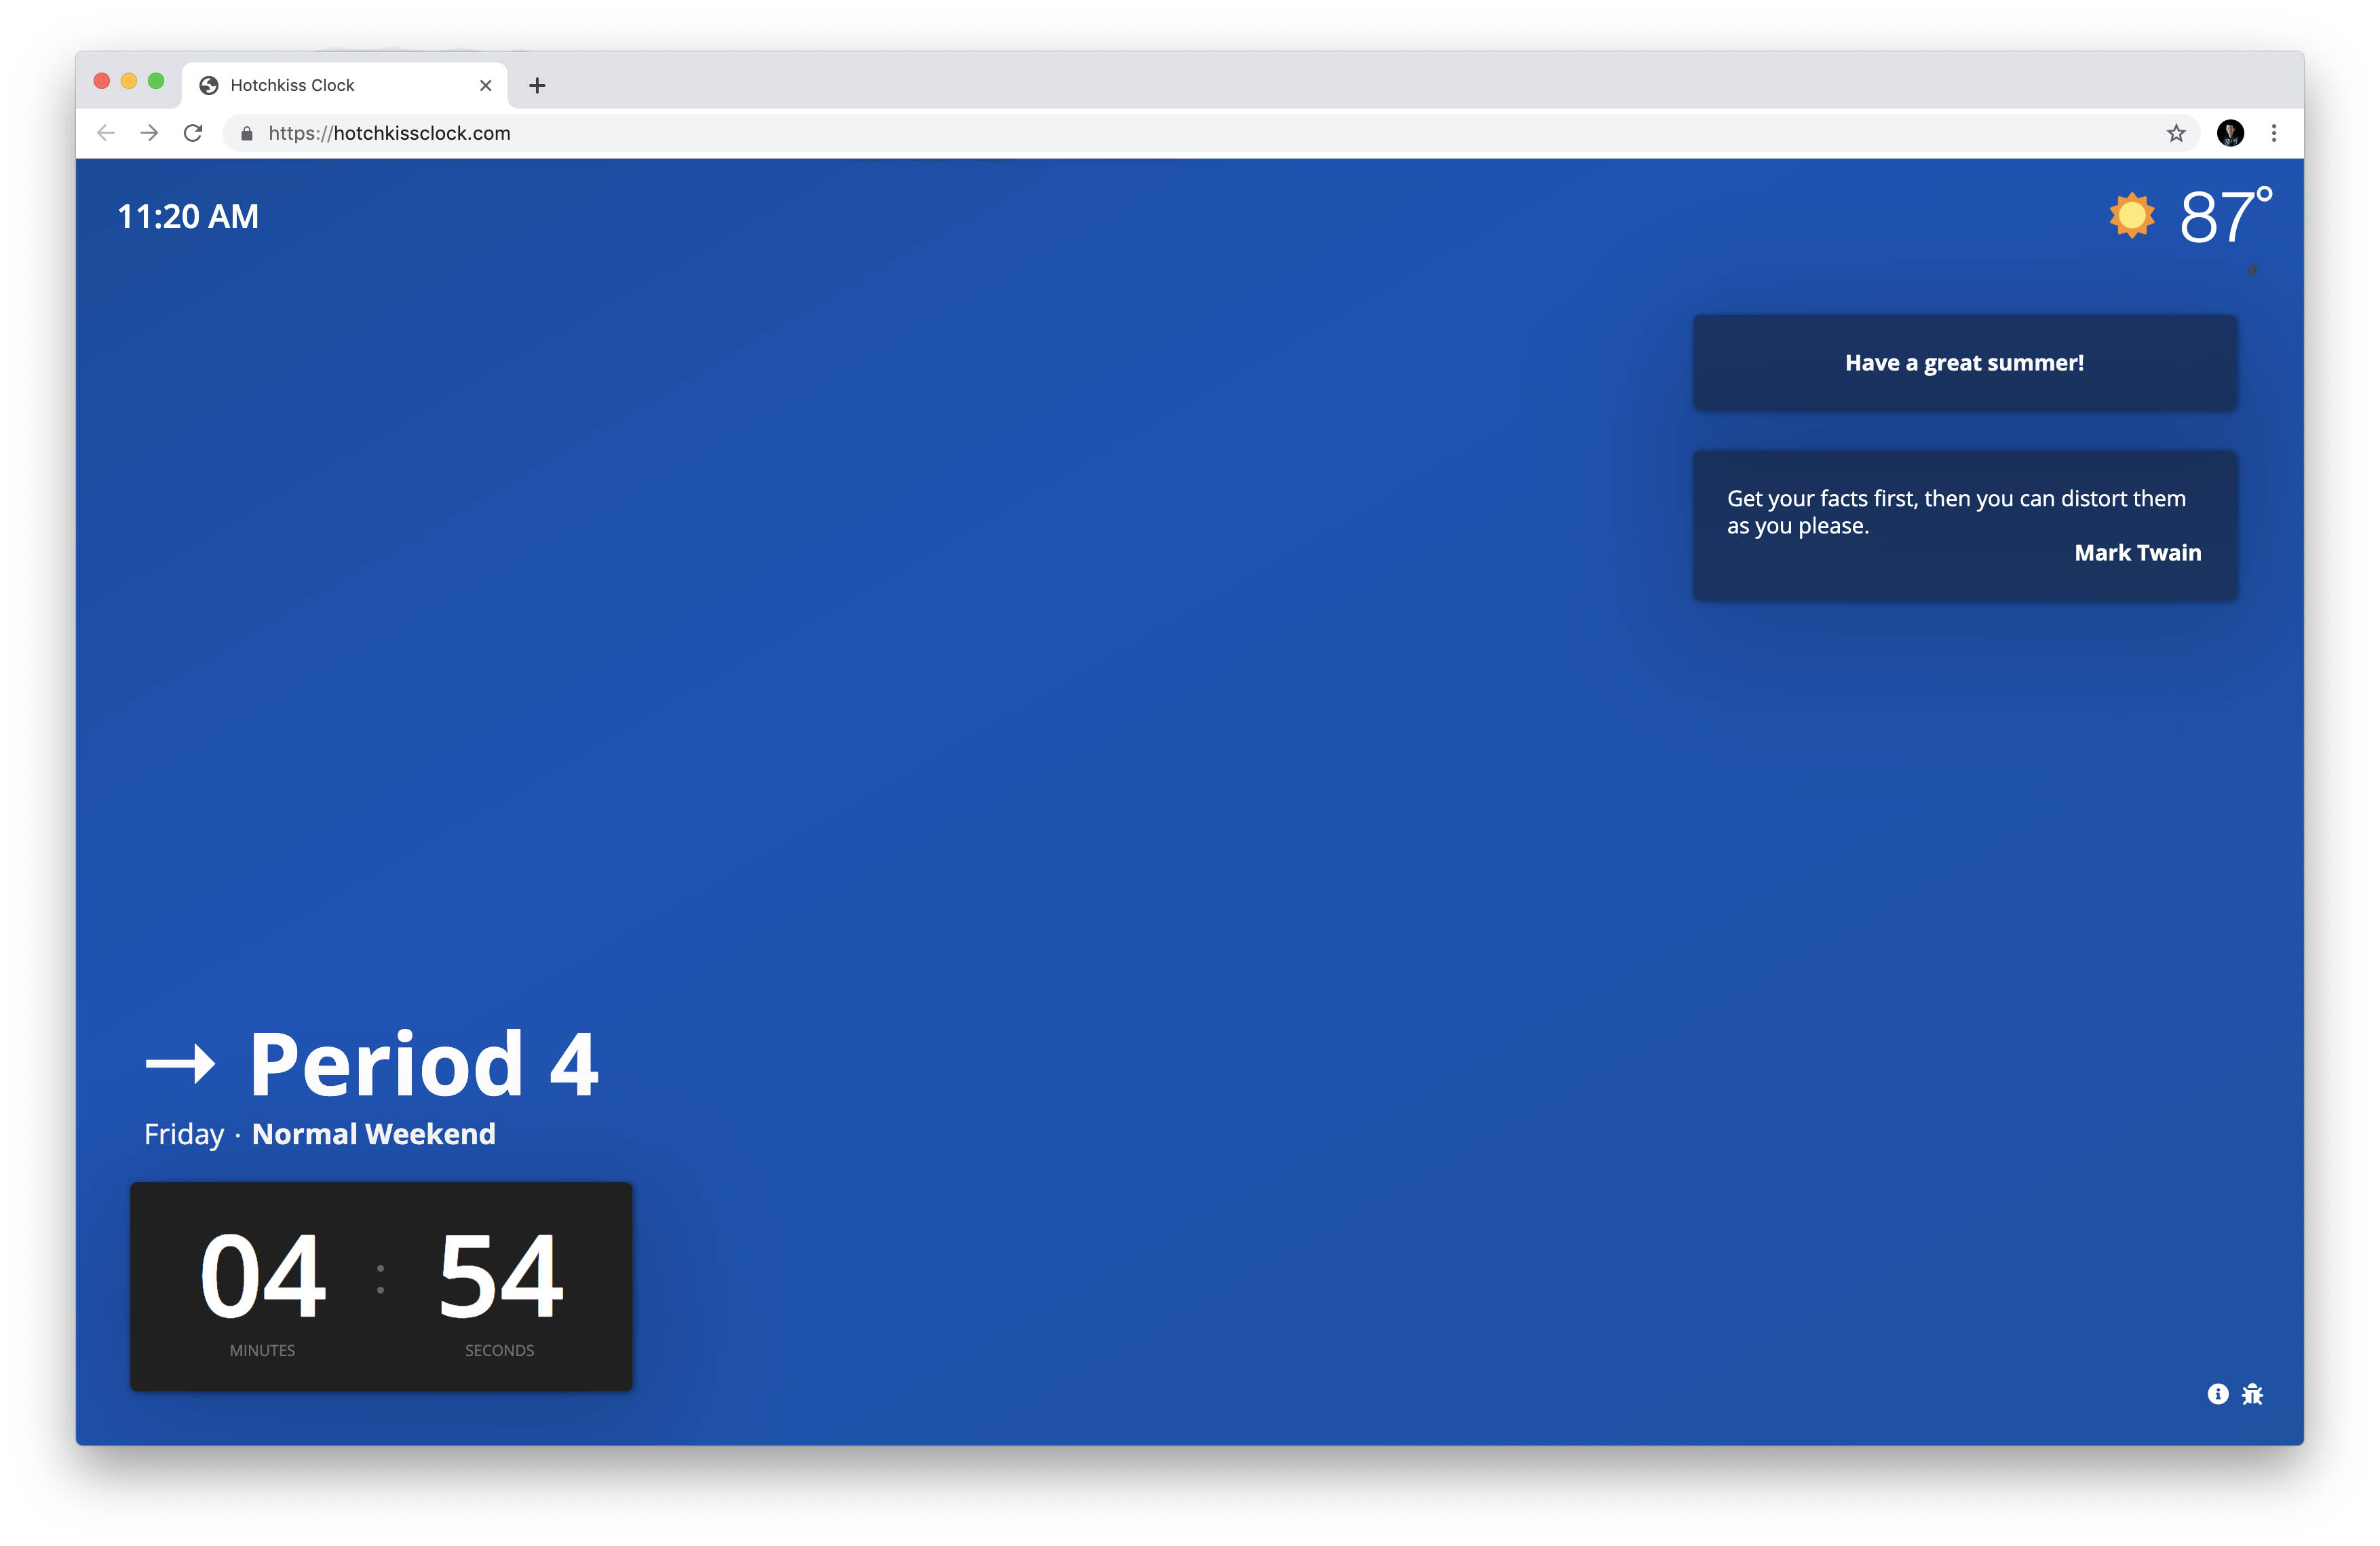 Hotchkiss Clock
https://hotchkissclock.com
11:20 AM
87°
Have a great summer!
Get your facts first, then you can distort them
as you please.
Mark Twain
→ Period 4
Friday · Normal Weekend
04 : 54
MINUTES SECONDS